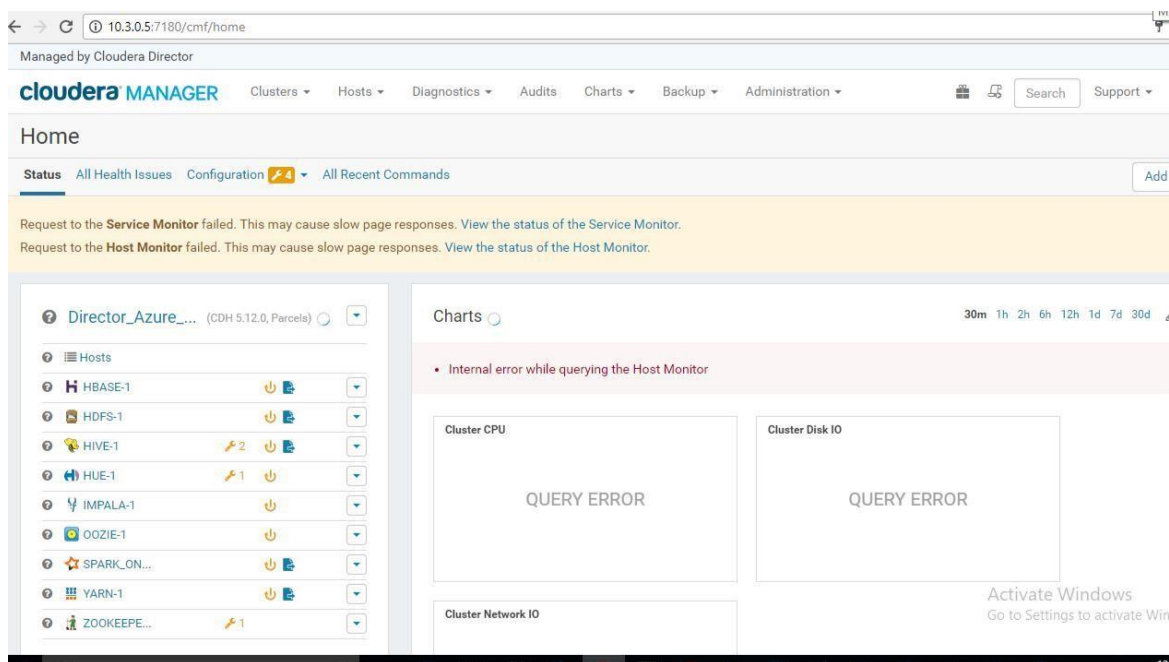 10.3.0.5:7180/cmf/home
Managed by Cloudera Director
cloudera MANAGER Clusters Hosts Diagnostics Audits Charts Backup Administration Search Support
Home
Status All Health Issues Configuration 4 All Recent Commands Add
Request to the Service Monitor failed. This may cause slow page responses. View the status of the Service Monitor.
Request to the Host Monitor failed. This may cause slow page responses. View the status of the Host Monitor.
Director_Azure_... (CDH 5.12.0, Parcels)
Hosts
HBASE-1
HDFS-1
HIVE-1 2
HUE-1 1
IMPALA-1
OOZIE-1
SPARK_ON...
YARN-1
ZOOKEEPE... 1
Charts 30m 1h 2h 6h 12h 1d 7d 30d
Internal error while querying the Host Monitor
Cluster CPU
QUERY ERROR
Cluster Disk IO
QUERY ERROR
Cluster Network IO
Activate Windows
Go to Settings to activate Win